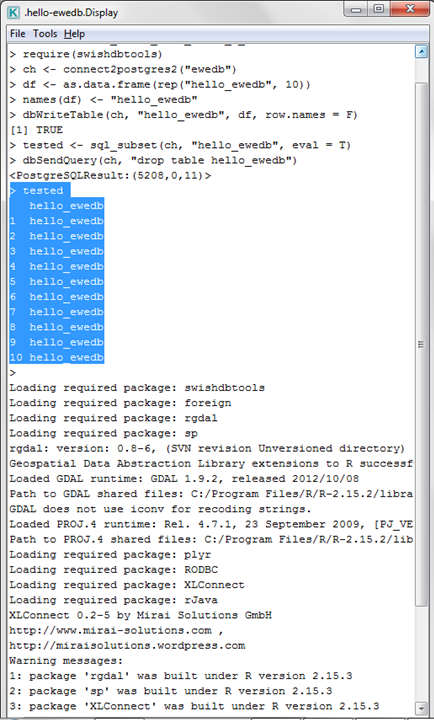 .hello-ewedb.Display
File Tools Help
> require(swishdbtools)
> ch <- connect2postgres2("ewedb")
> df <- as.data.frame(rep("hello_ewedb", 10))
> names(df) <- "hello_ewedb"
> dbWriteTable(ch, "hello_ewedb", df, row.names = F)
[1] TRUE
> tested <- sql_subset(ch, "hello_ewedb", eval = T)
> dbSendQuery(ch, "drop table hello_ewedb")
<PostgreSQLResult:(5208,0,11)>
> tested
   hello_ewedb
1  hello_ewedb
2  hello_ewedb
3  hello_ewedb
4  hello_ewedb
5  hello_ewedb
6  hello_ewedb
7  hello_ewedb
8  hello_ewedb
9  hello_ewedb
10 hello_ewedb
>
Loading required package: swishdbtools
Loading required package: foreign
Loading required package: rgdal
Loading required package: sp
rgdal: version: 0.8-6, (SVN revision Unversioned directory)
Geospatial Data Abstraction Library extensions to R successf
Loaded GDAL runtime: GDAL 1.9.2, released 2012/10/08
Path to GDAL shared files: C:/Program Files/R/R-2.15.2/libra
GDAL does not use iconv for recoding strings.
Loaded PROJ.4 runtime: Rel. 4.7.1, 23 September 2009, [PJ_VE
Path to PROJ.4 shared files: C:/Program Files/R/R-2.15.2/lib
Loading required package: plyr
Loading required package: RODBC
Loading required package: XLConnect
Loading required package: rJava
XLConnect 0.2-5 by Mirai Solutions GmbH
http://www.mirai-solutions.com ,
http://miraisolutions.wordpress.com
Warning messages:
1: package 'rgdal' was built under R version 2.15.3
2: package 'sp' was built under R version 2.15.3
3: package 'XLConnect' was built under R version 2.15.3